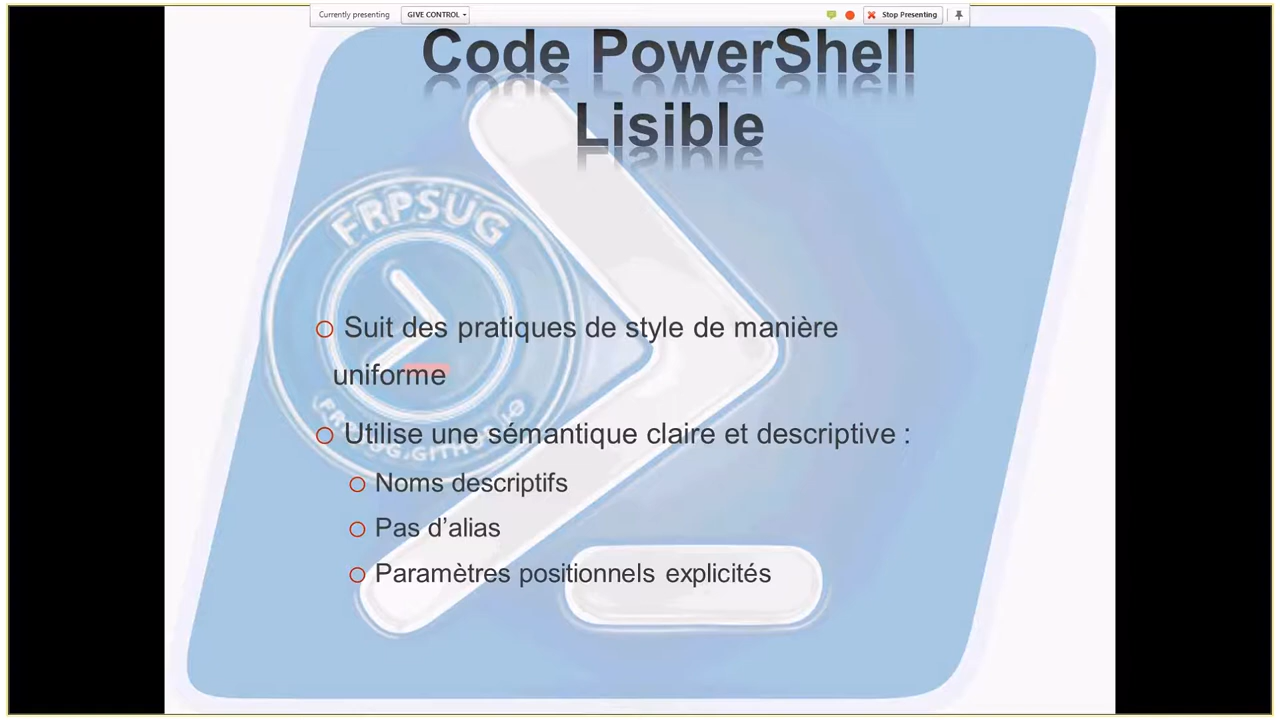 Currently presenting
GIVE CONTROL
Stop Presenting
Code PowerShell
Lisible
FRPSUG
Suit des pratiques de style de manière
uniforme
Utilise une sémantique claire et descriptive :
Noms descriptifs
Pas d’alias
Paramètres positionnels explicités